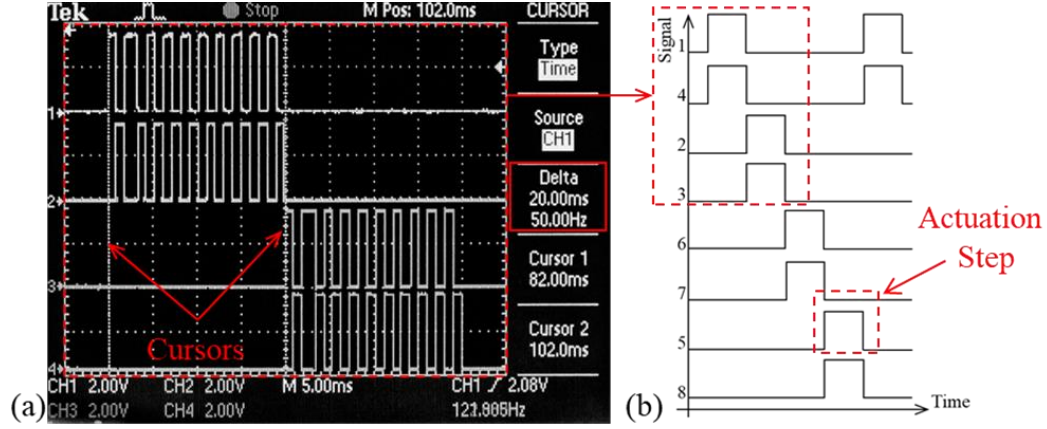 Tek Stop M Pos: 102.0ms CURSOR
Type
Time
Source
CH1
Delta
20.00ms
50.00Hz
Cursor 1
82.00ms
Cursor 2
102.0ms
1
2
3
4
Cursors
CH1 2.00V CH2 2.00V M 5.00ms CH1 / 2.08V
CH3 2.00V CH4 2.00V 121.885Hz
(a)
Signal
1
4
2
3
6
7
5
8
Actuation
Step
Time
(b)